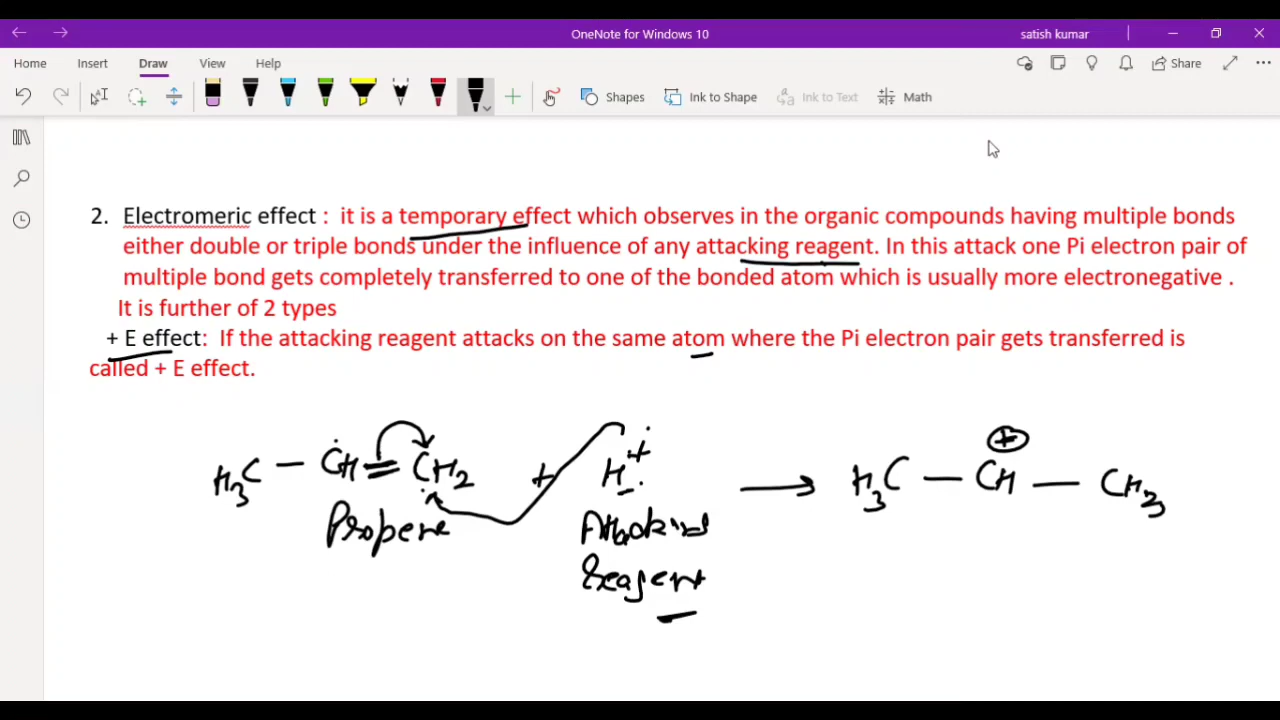 OneNote for Windows 10
satish kumar
Home Insert Draw View Help
Share
Shapes Ink to Shape Ink to Text Math
2. Electromeric effect : it is a temporary effect which observes in the organic compounds having multiple bonds
either double or triple bonds under the influence of any attacking reagent. In this attack one Pi electron pair of
multiple bond gets completely transferred to one of the bonded atom which is usually more electronegative .
It is further of 2 types
+ E effect: If the attacking reagent attacks on the same atom where the Pi electron pair gets transferred is
called + E effect.
H3C – CH = CH2 + H+ → H3C – CH – CH3
+
Propene
Attacking
Reagent